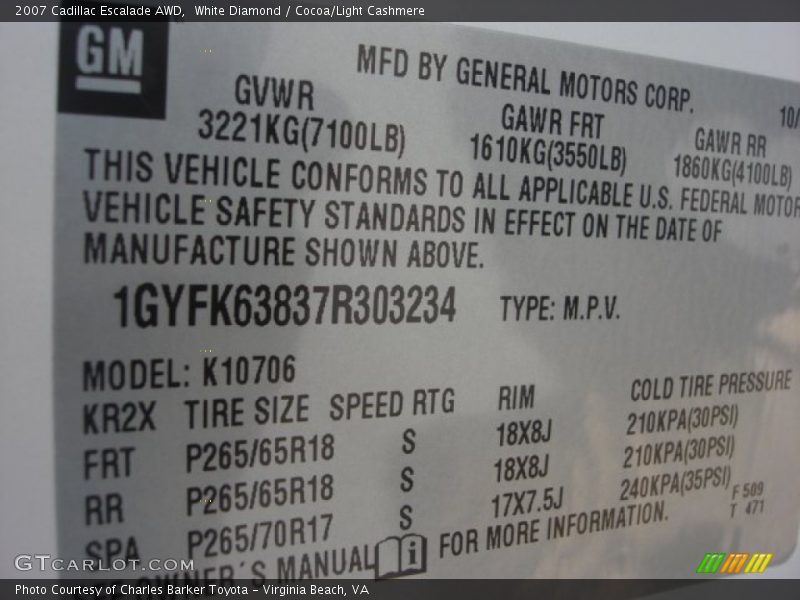 2007 Cadillac Escalade AWD,  White Diamond / Cocoa/Light Cashmere
GM
MFD BY GENERAL MOTORS CORP.
10/
GVWR GAWR FRT GAWR RR
3221KG(7100LB) 1610KG(3550LB) 1860KG(4100LB)
THIS VEHICLE CONFORMS TO ALL APPLICABLE U.S. FEDERAL MOTOR
VEHICLE SAFETY STANDARDS IN EFFECT ON THE DATE OF
MANUFACTURE SHOWN ABOVE.
1GYFK63837R303234 TYPE: M.P.V.
MODEL: K10706
KR2X TIRE SIZE SPEED RTG RIM COLD TIRE PRESSURE
FRT P265/65R18 S 18X8J 210KPA(30PSI)
RR P265/65R18 S 18X8J 210KPA(30PSI)
SPA P265/70R17 S 17X7.5J 240KPA(35PSI)
F 509
T 471
OWNER'S MANUAL i FOR MORE INFORMATION.
GTCARLOT.COM
Photo Courtesy of Charles Barker Toyota – Virginia Beach, VA